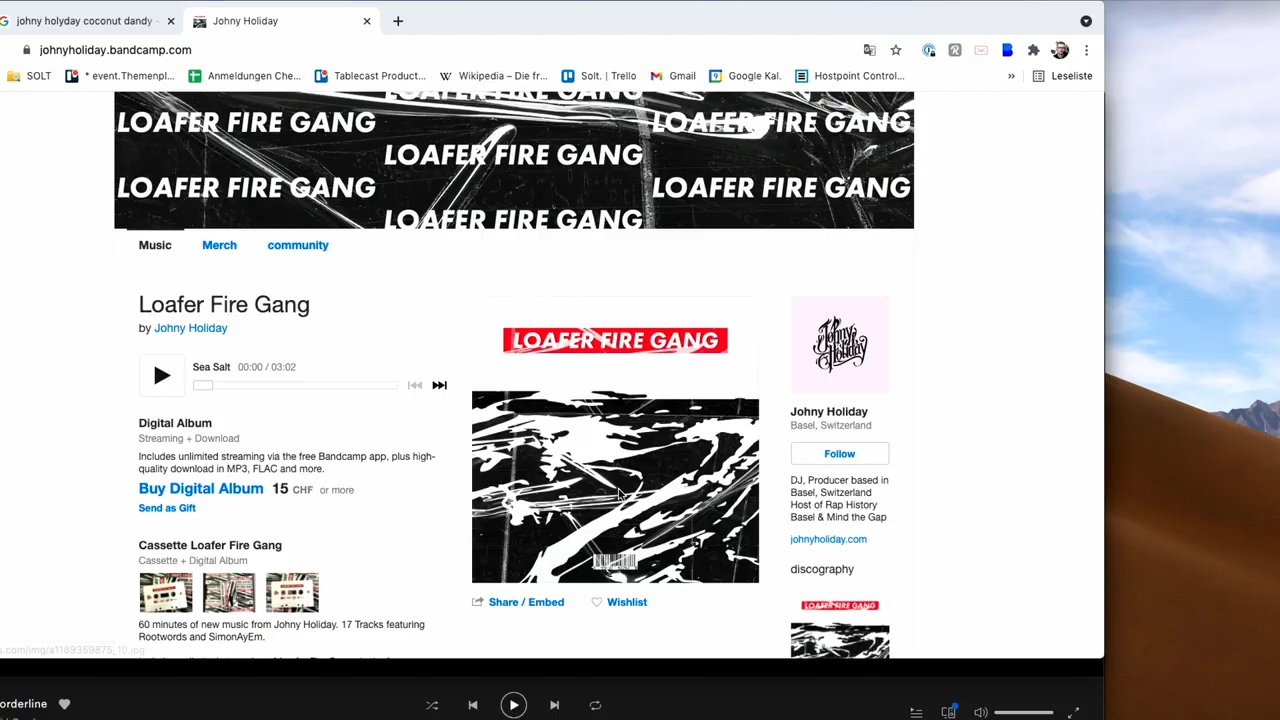 johny holyday coconut dandy -
Johny Holiday
johnyholiday.bandcamp.com
SOLT
* event.Themenpl...
Anmeldungen Che...
Tablecast Product...
Wikipedia – Die fr...
Solt. | Trello
Gmail
Google Kal.
Hostpoint Control...
»
Leseliste
LOAFER FIRE GANG
LOAFER FIRE GANG LOAFER FIRE GANG
LOAFER FIRE GANG
LOAFER FIRE GANG LOAFER FIRE GANG
LOAFER FIRE GANG
Music Merch community
Loafer Fire Gang
by Johny Holiday
Sea Salt 00:00 / 03:02
Digital Album
Streaming + Download
Includes unlimited streaming via the free Bandcamp app, plus high-
quality download in MP3, FLAC and more.
Buy Digital Album 15 CHF or more
Send as Gift
Cassette Loafer Fire Gang
Cassette + Digital Album
60 minutes of new music from Johny Holiday. 17 Tracks featuring
Rootwords and SimonAyEm.
LOAFER FIRE GANG
Share / Embed
Wishlist
Johny Holiday
Johny Holiday
Basel, Switzerland
Follow
DJ, Producer based in
Basel, Switzerland
Host of Rap History
Basel & Mind the Gap
johnyholiday.com
discography
LOAFER FIRE GANG
s.com/img/a1189359875_10.jpg
orderline